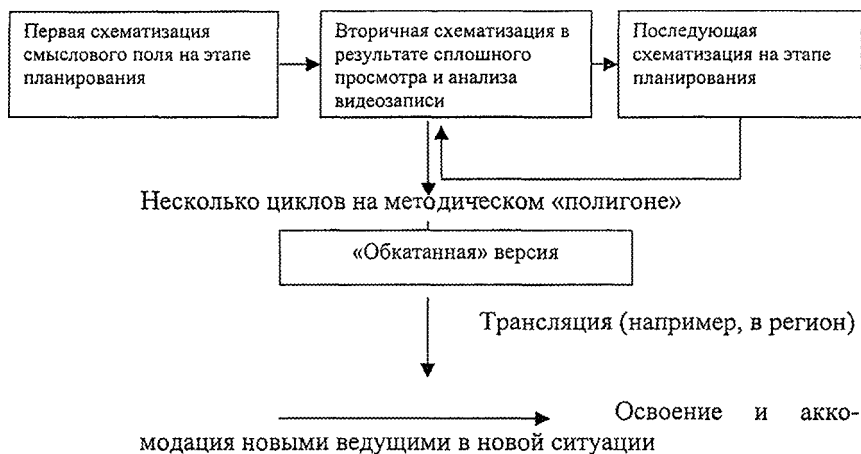 Первая схематизация
смыслового поля на этапе
планирования
Вторичная схематизация в
результате сплошного
просмотра и анализа
видеозаписи
Последующая
схематизация на этапе
планирования
Несколько циклов на методическом «полигоне»
«Обкатанная» версия
Трансляция (например, в регион)
Освоение и акко-
модация новыми ведущими в новой ситуации